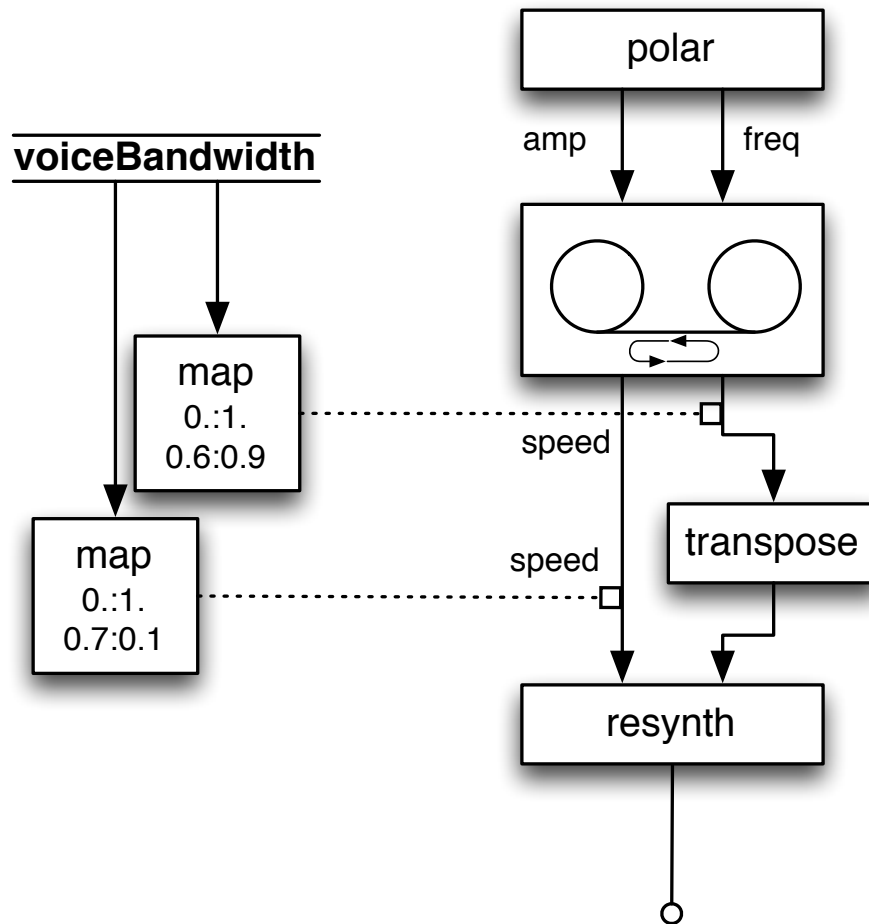 polar
amp
freq
voiceBandwidth
map
0.:1.
0.6:0.9
speed
transpose
map
0.:1.
0.7:0.1
speed
resynth